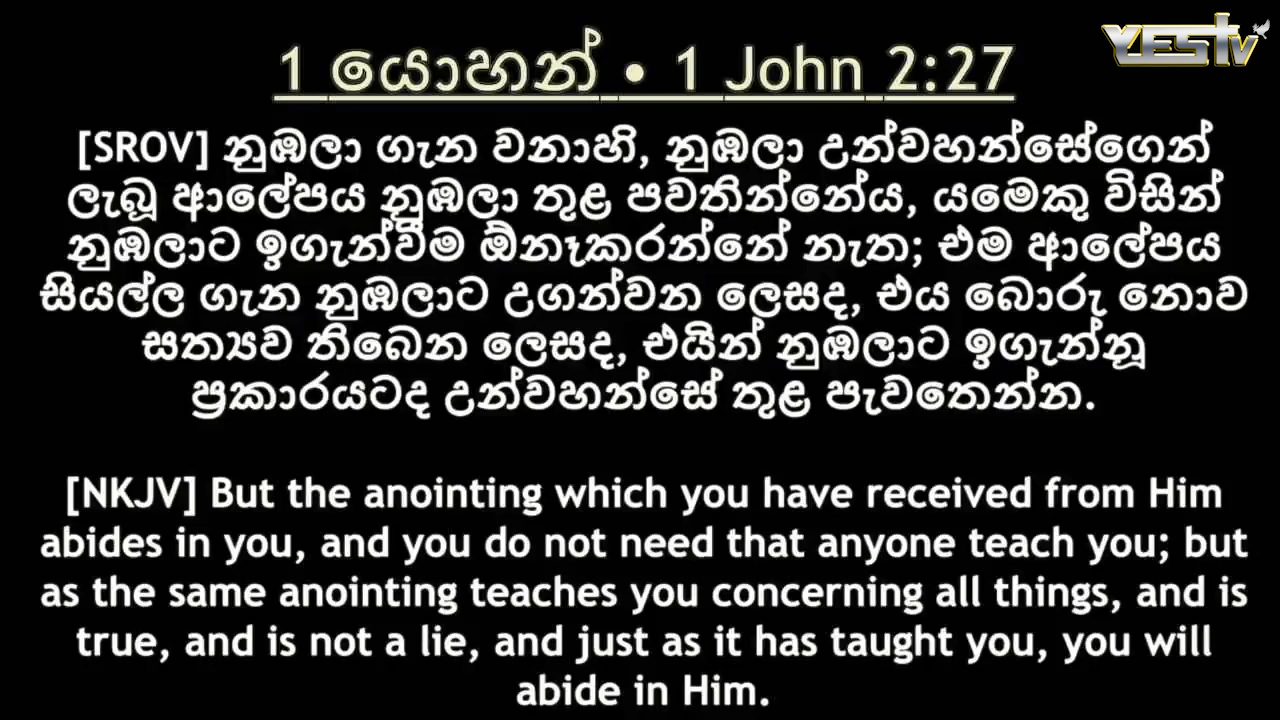 YES tv
1 යොහන් • 1 John 2:27
[SROV] නුඹලා ගැන වනාහි, නුඹලා උන්වහන්සේගෙන්
ලැබූ ආලේපය නුඹලා තුළ පවතින්නේය, යමෙකු විසින්
නුඹලාට ඉගැන්වීම ඕනෑකරන්නේ නැත; එම ආලේපය
සියල්ල ගැන නුඹලාට උගන්වන ලෙසද, එය බොරු නොව
සත්‍යව තිබෙන ලෙසද, එයින් නුඹලාට ඉගැන්නූ
ප්‍රකාරයටද උන්වහන්සේ තුළ පැවතෙන්න.
[NKJV] But the anointing which you have received from Him
abides in you, and you do not need that anyone teach you; but
as the same anointing teaches you concerning all things, and is
true, and is not a lie, and just as it has taught you, you will
abide in Him.